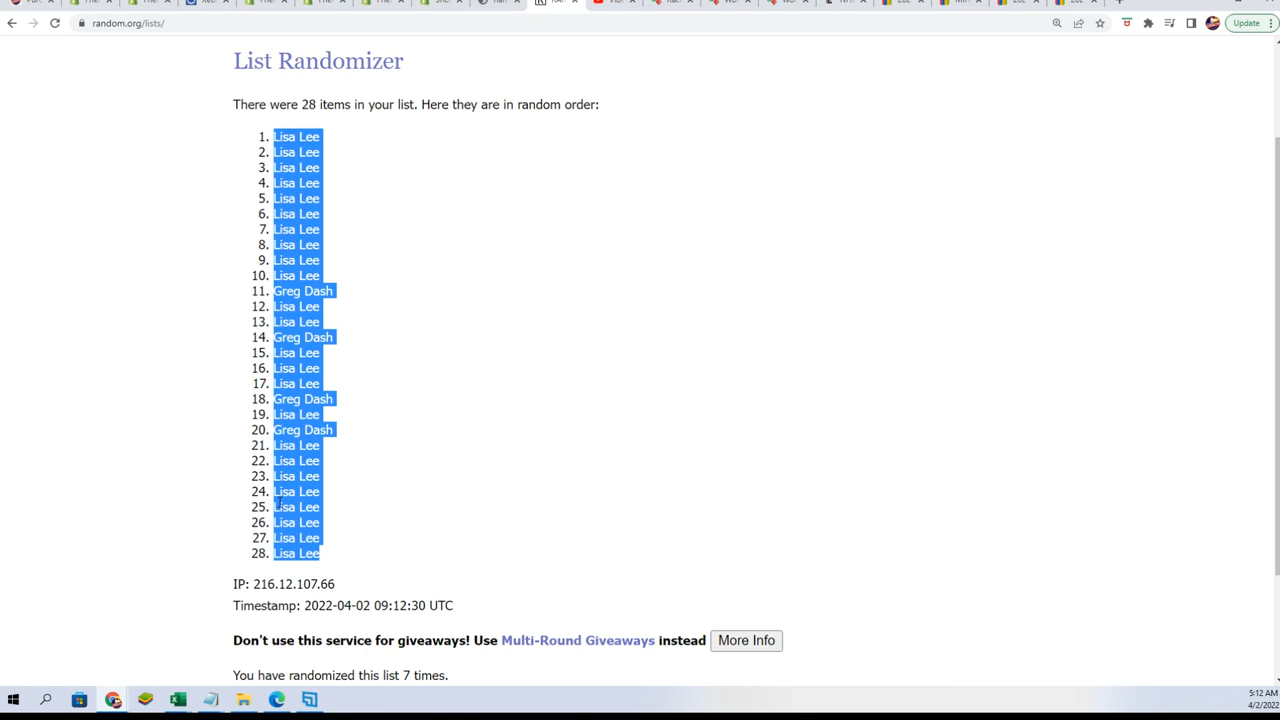 random.org/lists/
Update
List Randomizer
There were 28 items in your list. Here they are in random order:
1. Lisa Lee
2. Lisa Lee
3. Lisa Lee
4. Lisa Lee
5. Lisa Lee
6. Lisa Lee
7. Lisa Lee
8. Lisa Lee
9. Lisa Lee
10. Lisa Lee
11. Greg Dash
12. Lisa Lee
13. Lisa Lee
14. Greg Dash
15. Lisa Lee
16. Lisa Lee
17. Lisa Lee
18. Greg Dash
19. Lisa Lee
20. Greg Dash
21. Lisa Lee
22. Lisa Lee
23. Lisa Lee
24. Lisa Lee
25. Lisa Lee
26. Lisa Lee
27. Lisa Lee
28. Lisa Lee
IP: 216.12.107.66
Timestamp: 2022-04-02 09:12:30 UTC
Don't use this service for giveaways! Use Multi-Round Giveaways instead More Info
You have randomized this list 7 times.
5:12 AM
4/2/2022